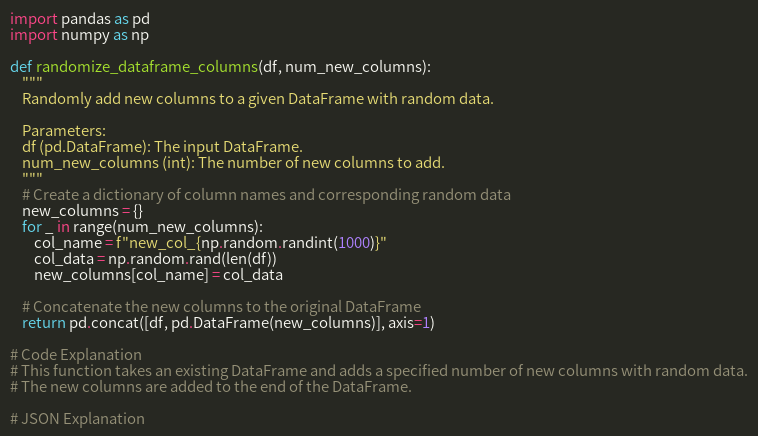 import pandas as pd
import numpy as np

def randomize_dataframe_columns(df, num_new_columns):
    """
    Randomly add new columns to a given DataFrame with random data.

    Parameters:
    df (pd.DataFrame): The input DataFrame.
    num_new_columns (int): The number of new columns to add.
    """
    # Create a dictionary of column names and corresponding random data
    new_columns = {}
    for _ in range(num_new_columns):
        col_name = f"new_col_{np.random.randint(1000)}"
        col_data = np.random.rand(len(df))
        new_columns[col_name] = col_data

    # Concatenate the new columns to the original DataFrame
    return pd.concat([df, pd.DataFrame(new_columns)], axis=1)

# Code Explanation
# This function takes an existing DataFrame and adds a specified number of new columns with random data.
# The new columns are added to the end of the DataFrame.

# JSON Explanation